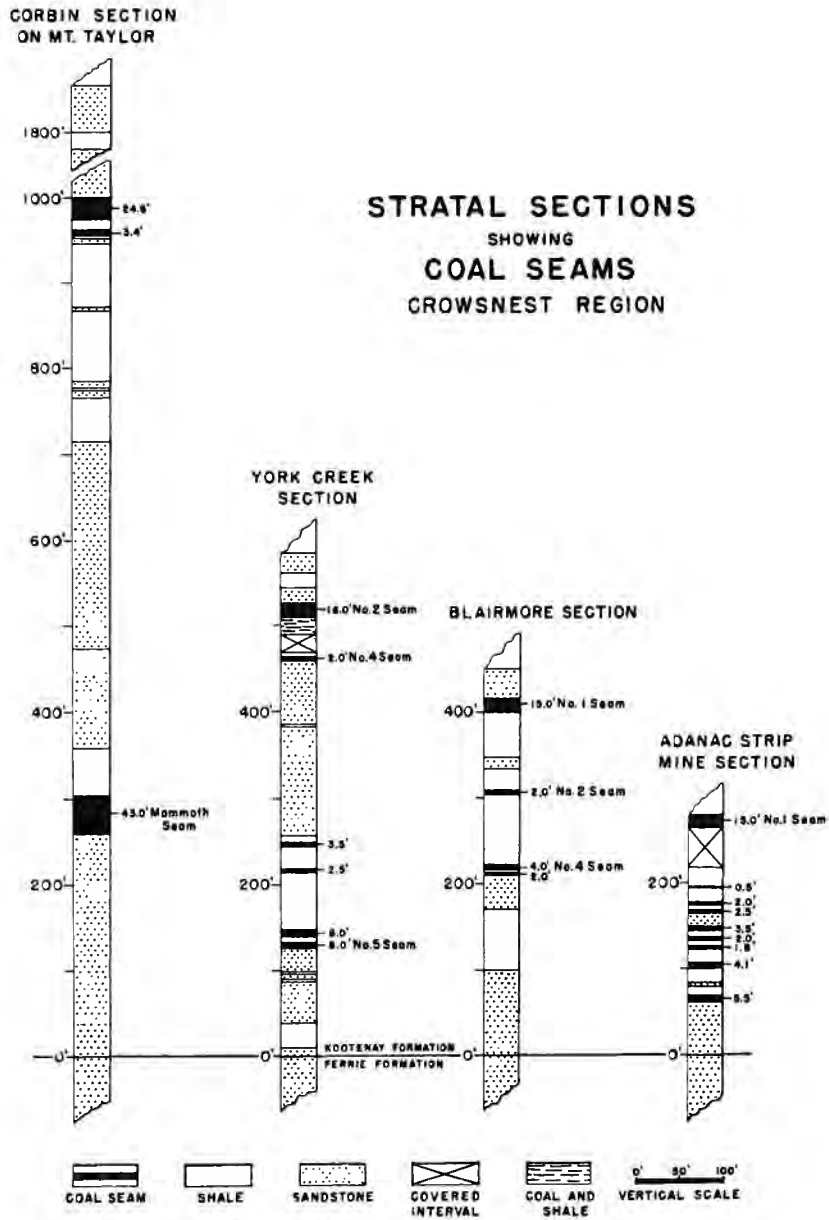 CORBIN SECTION
ON MT. TAYLOR
1800'
1000'
24.6'
3.4'
800'
600'
400'
43.0' Mammoth
Seam
200'
0'
STRATAL SECTIONS
SHOWING
COAL SEAMS
CROWSNEST REGION
YORK CREEK
SECTION
16.0' No.2 Seam
2.0' No.4 Seam
400'
3.5'
2.5'
200'
8.0' No.5 Seam
0'
KOOTENAY FORMATION
FERNIE FORMATION
BLAIRMORE SECTION
400'
15.0' No. 1 Seam
2.0' No.2 Seam
4.0' No.4 Seam
2.0'
200'
0'
ADANAC STRIP
MINE SECTION
15.0' No.1 Seam
200'
0.5'
2.0'
2.5'
3.5'
2.0'
1.8'
4.1'
5.5'
0'
COAL SEAM
SHALE
SANDSTONE
COVERED
INTERVAL
COAL AND
SHALE
0' 50' 100'
VERTICAL SCALE